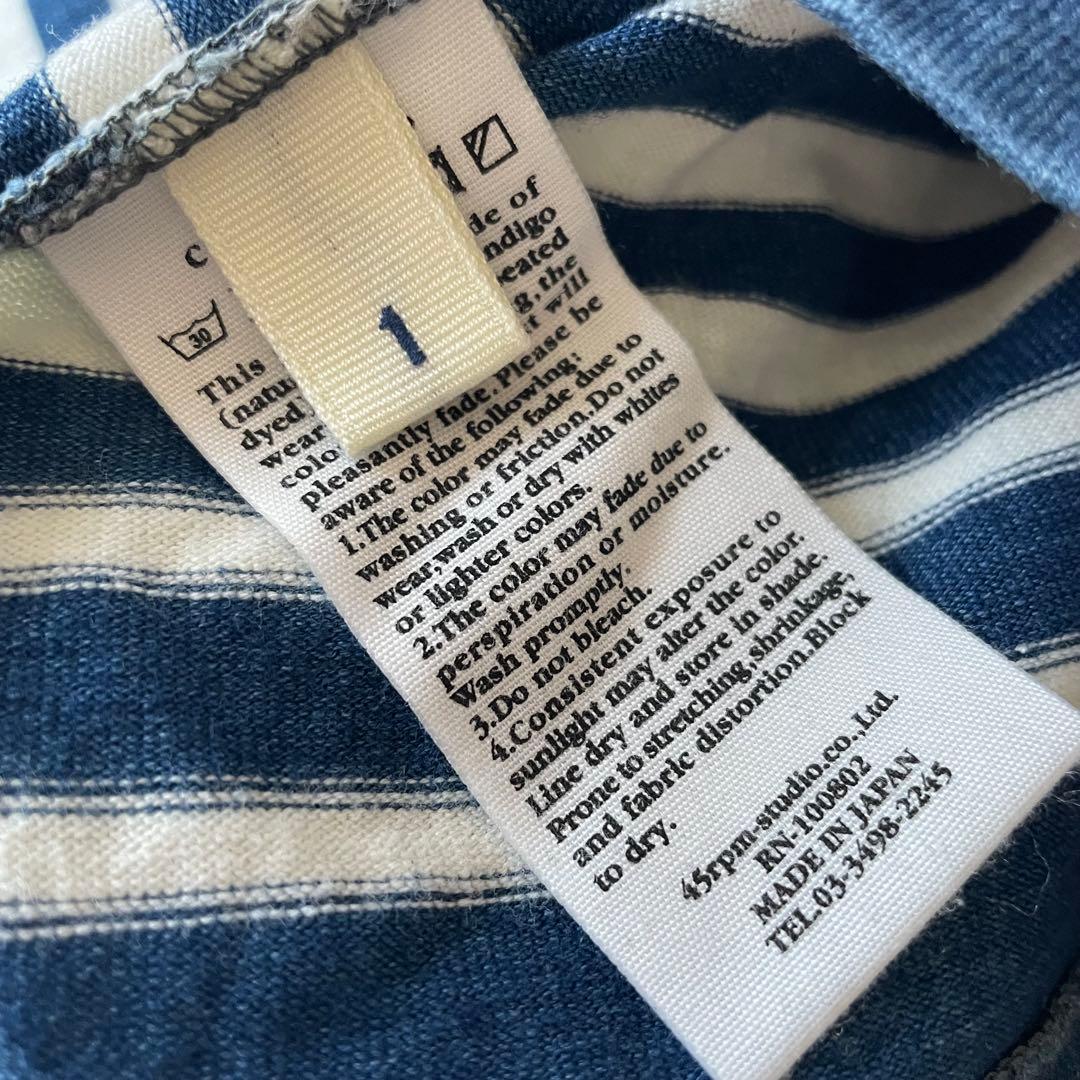 1
30
de of
This
ndigo
dyed
eated
wear
g, the
colo
will
pleasantly fade. Please be
aware of the following:
1.The color may fade due to
washing or friction.Do not
wear,wash or dry with whites
or lighter colors.
2.The color may fade due to
perspiration or moisture.
Wash promptly.
3.Do not bleach.
4.Consistent exposure to
sunlight may alter the color.
Line dry and store in shade.
Prone to stretching,shrinkage,
and fabric distortion.Block
to dry.
45rpm-studio.co.,Ltd.
RN-100802
MADE IN JAPAN
TEL.03-3498-2245